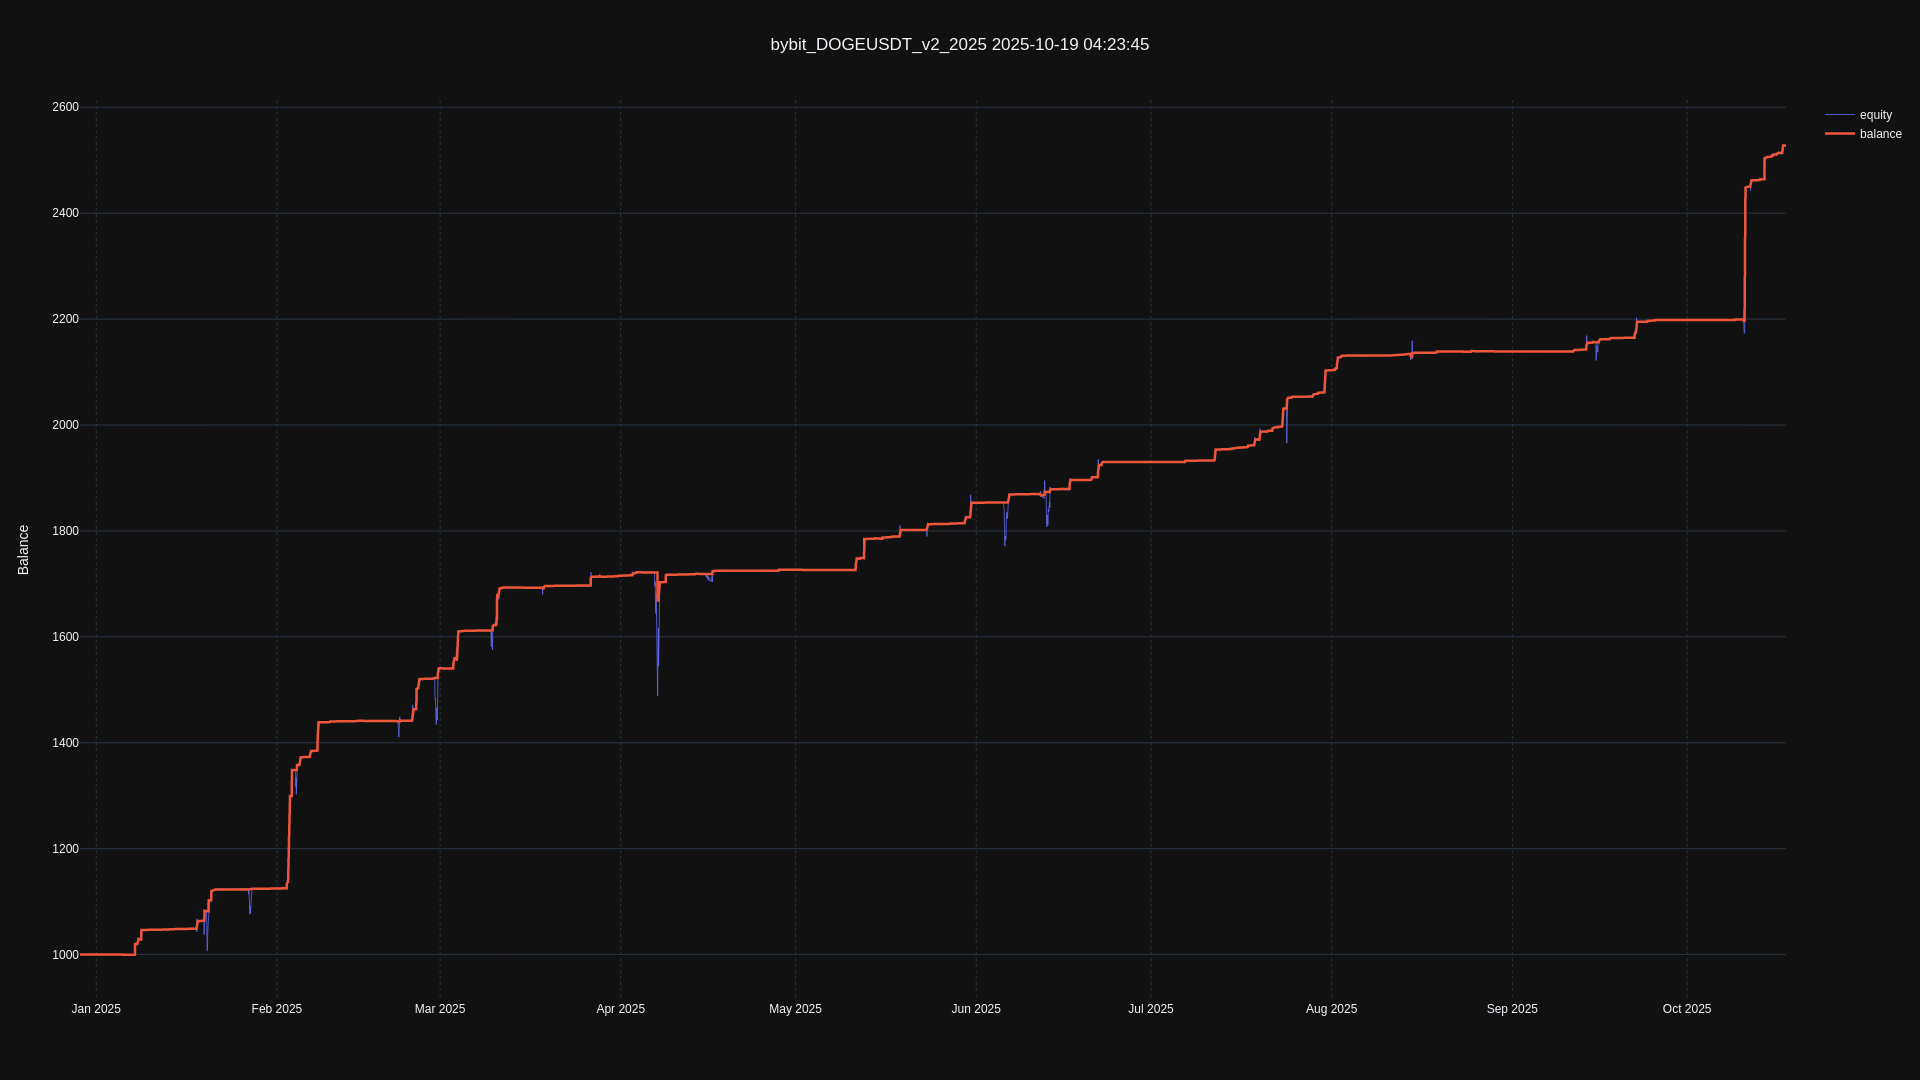 bybit_DOGEUSDT_v2_2025 2025-10-19 04:23:45
equity
balance
Balance
2600
2400
2200
2000
1800
1600
1400
1200
1000
Jan 2025
Feb 2025
Mar 2025
Apr 2025
May 2025
Jun 2025
Jul 2025
Aug 2025
Sep 2025
Oct 2025